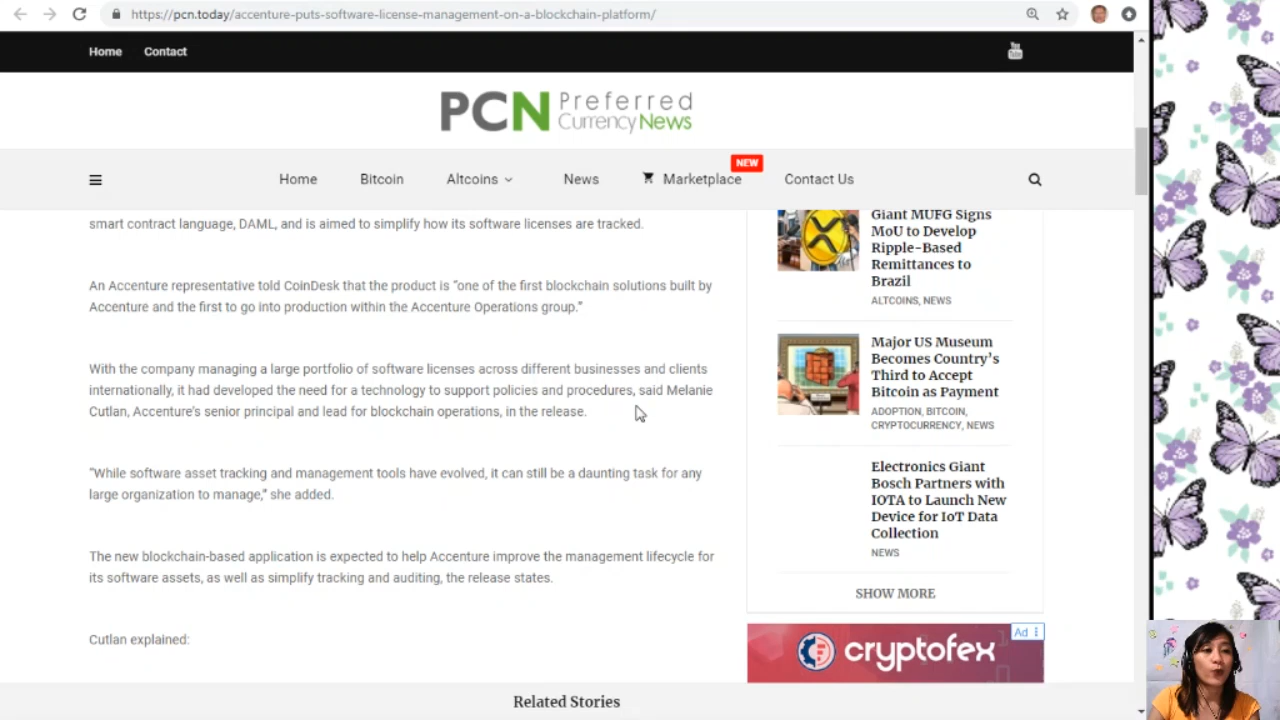 https://pcn.today/accenture-puts-software-license-management-on-a-blockchain-platform/
Home Contact
You Tube
PCN Preferred Currency News
NEW
Home Bitcoin Altcoins News Marketplace Contact Us
smart contract language, DAML, and is aimed to simplify how its software licenses are tracked.
An Accenture representative told CoinDesk that the product is “one of the first blockchain solutions built by
Accenture and the first to go into production within the Accenture Operations group.”
With the company managing a large portfolio of software licenses across different businesses and clients
internationally, it had developed the need for a technology to support policies and procedures, said Melanie
Cutlan, Accenture’s senior principal and lead for blockchain operations, in the release.
“While software asset tracking and management tools have evolved, it can still be a daunting task for any
large organization to manage,” she added.
The new blockchain-based application is expected to help Accenture improve the management lifecycle for
its software assets, as well as simplify tracking and auditing, the release states.
Cutlan explained:
Giant MUFG Signs
MoU to Develop
Ripple-Based
Remittances to
Brazil
ALTCOINS, NEWS
Major US Museum
Becomes Country’s
Third to Accept
Bitcoin as Payment
ADOPTION, BITCOIN,
CRYPTOCURRENCY, NEWS
Electronics Giant
Bosch Partners with
IOTA to Launch New
Device for IoT Data
Collection
NEWS
SHOW MORE
Ad
cryptofex
Related Stories